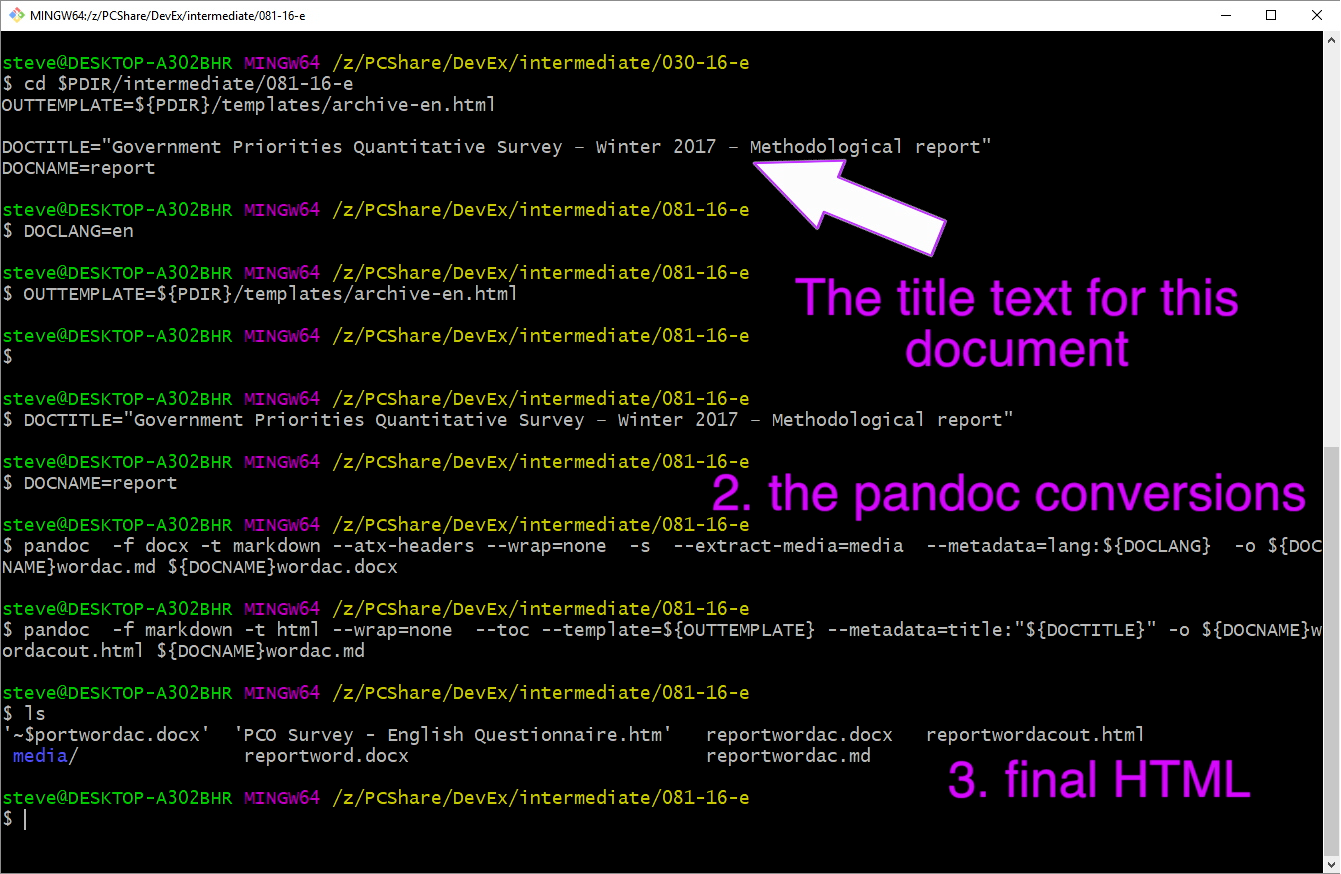 MINGW64:/z/PCShare/DevEx/intermediate/081-16-e
steve@DESKTOP-A302BHR MINGW64 /z/PCShare/DevEx/intermediate/030-16-e
$ cd $PDIR/intermediate/081-16-e
OUTTEMPLATE=${PDIR}/templates/archive-en.html
DOCTITLE="Government Priorities Quantitative Survey – Winter 2017 – Methodological report"
DOCNAME=report
steve@DESKTOP-A302BHR MINGW64 /z/PCShare/DevEx/intermediate/081-16-e
$ DOCLANG=en
steve@DESKTOP-A302BHR MINGW64 /z/PCShare/DevEx/intermediate/081-16-e
$ OUTTEMPLATE=${PDIR}/templates/archive-en.html
The title text for this
document
steve@DESKTOP-A302BHR MINGW64 /z/PCShare/DevEx/intermediate/081-16-e
$
steve@DESKTOP-A302BHR MINGW64 /z/PCShare/DevEx/intermediate/081-16-e
$ DOCTITLE="Government Priorities Quantitative Survey – Winter 2017 – Methodological report"
steve@DESKTOP-A302BHR MINGW64 /z/PCShare/DevEx/intermediate/081-16-e
$ DOCNAME=report
2. the pandoc conversions
steve@DESKTOP-A302BHR MINGW64 /z/PCShare/DevEx/intermediate/081-16-e
$ pandoc  -f docx -t markdown --atx-headers --wrap=none  -s  --extract-media=media  --metadata=lang:${DOCLANG}  -o ${DOC
NAME}wordac.md ${DOCNAME}wordac.docx
steve@DESKTOP-A302BHR MINGW64 /z/PCShare/DevEx/intermediate/081-16-e
$ pandoc  -f markdown -t html --wrap=none  --toc --template=${OUTTEMPLATE} --metadata=title:"${DOCTITLE}" -o ${DOCNAME}w
ordacout.html ${DOCNAME}wordac.md
steve@DESKTOP-A302BHR MINGW64 /z/PCShare/DevEx/intermediate/081-16-e
$ ls
'~$portwordac.docx'  'PCO Survey - English Questionnaire.htm'   reportwordac.docx   reportwordacout.html
media/   reportword.docx   reportwordac.md
3. final HTML
steve@DESKTOP-A302BHR MINGW64 /z/PCShare/DevEx/intermediate/081-16-e
$